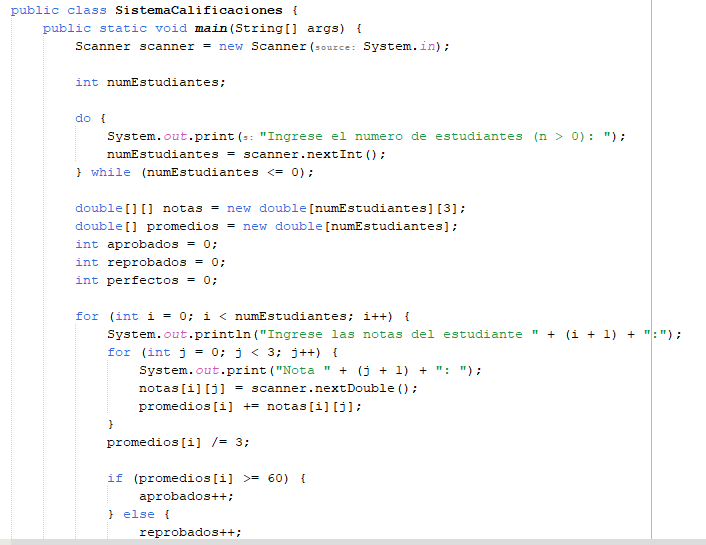 public class SistemaCalificaciones {
    public static void main(String[] args) {
        Scanner scanner = new Scanner(source: System.in);

        int numEstudiantes;

        do {
            System.out.print(s: "Ingrese el numero de estudiantes (n > 0): ");
            numEstudiantes = scanner.nextInt();
        } while (numEstudiantes <= 0);

        double[][] notas = new double[numEstudiantes][3];
        double[] promedios = new double[numEstudiantes];
        int aprobados = 0;
        int reprobados = 0;
        int perfectos = 0;

        for (int i = 0; i < numEstudiantes; i++) {
            System.out.println("Ingrese las notas del estudiante " + (i + 1) + ":");
            for (int j = 0; j < 3; j++) {
                System.out.print("Nota " + (j + 1) + ": ");
                notas[i][j] = scanner.nextDouble();
                promedios[i] += notas[i][j];
            }
            promedios[i] /= 3;

            if (promedios[i] >= 60) {
                aprobados++;
            } else {
                reprobados++;